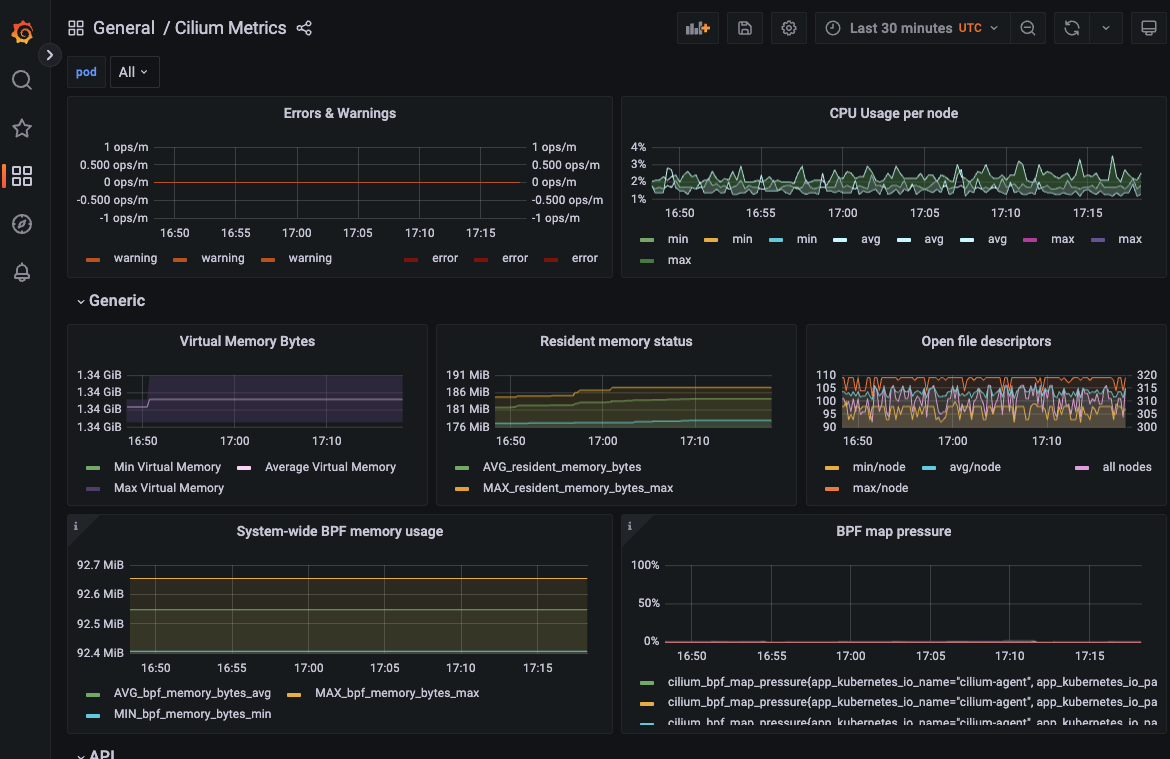 General / Cilium Metrics
Last 30 minutes UTC
pod All
Errors & Warnings
1 ops/m 1 ops/m
0.500 ops/m 0.500 ops/m
0 ops/m 0 ops/m
-0.500 ops/m -0.500 ops/m
-1 ops/m -1 ops/m
16:50 16:55 17:00 17:05 17:10 17:15
warning warning warning error error error
CPU Usage per node
4%
3%
2%
1%
16:50 16:55 17:00 17:05 17:10 17:15
min min min avg avg avg max max
max
Generic
Virtual Memory Bytes
1.34 GiB
1.34 GiB
1.34 GiB
1.34 GiB
16:50 17:00 17:10
Min Virtual Memory Average Virtual Memory
Max Virtual Memory
Resident memory status
191 MiB
186 MiB
181 MiB
176 MiB
16:50 17:00 17:10
AVG_resident_memory_bytes
MAX_resident_memory_bytes_max
Open file descriptors
110 320
105 315
100 310
95 305
90 300
16:50 17:00 17:10
min/node avg/node all nodes
max/node
i
System-wide BPF memory usage
92.7 MiB
92.6 MiB
92.5 MiB
92.4 MiB
16:50 16:55 17:00 17:05 17:10 17:15
AVG_bpf_memory_bytes_avg MAX_bpf_memory_bytes_max
MIN_bpf_memory_bytes_min
i
BPF map pressure
100%
50%
0%
16:50 16:55 17:00 17:05 17:10 17:15
cilium_bpf_map_pressure{app_kubernetes_io_name="cilium-agent", app_kubernetes_io_pa
cilium_bpf_map_pressure{app_kubernetes_io_name="cilium-agent", app_kubernetes_io_pa
cilium_bpf_map_pressure{app_kubernetes_io_name="cilium-agent", app_kubernetes_io_pa
API